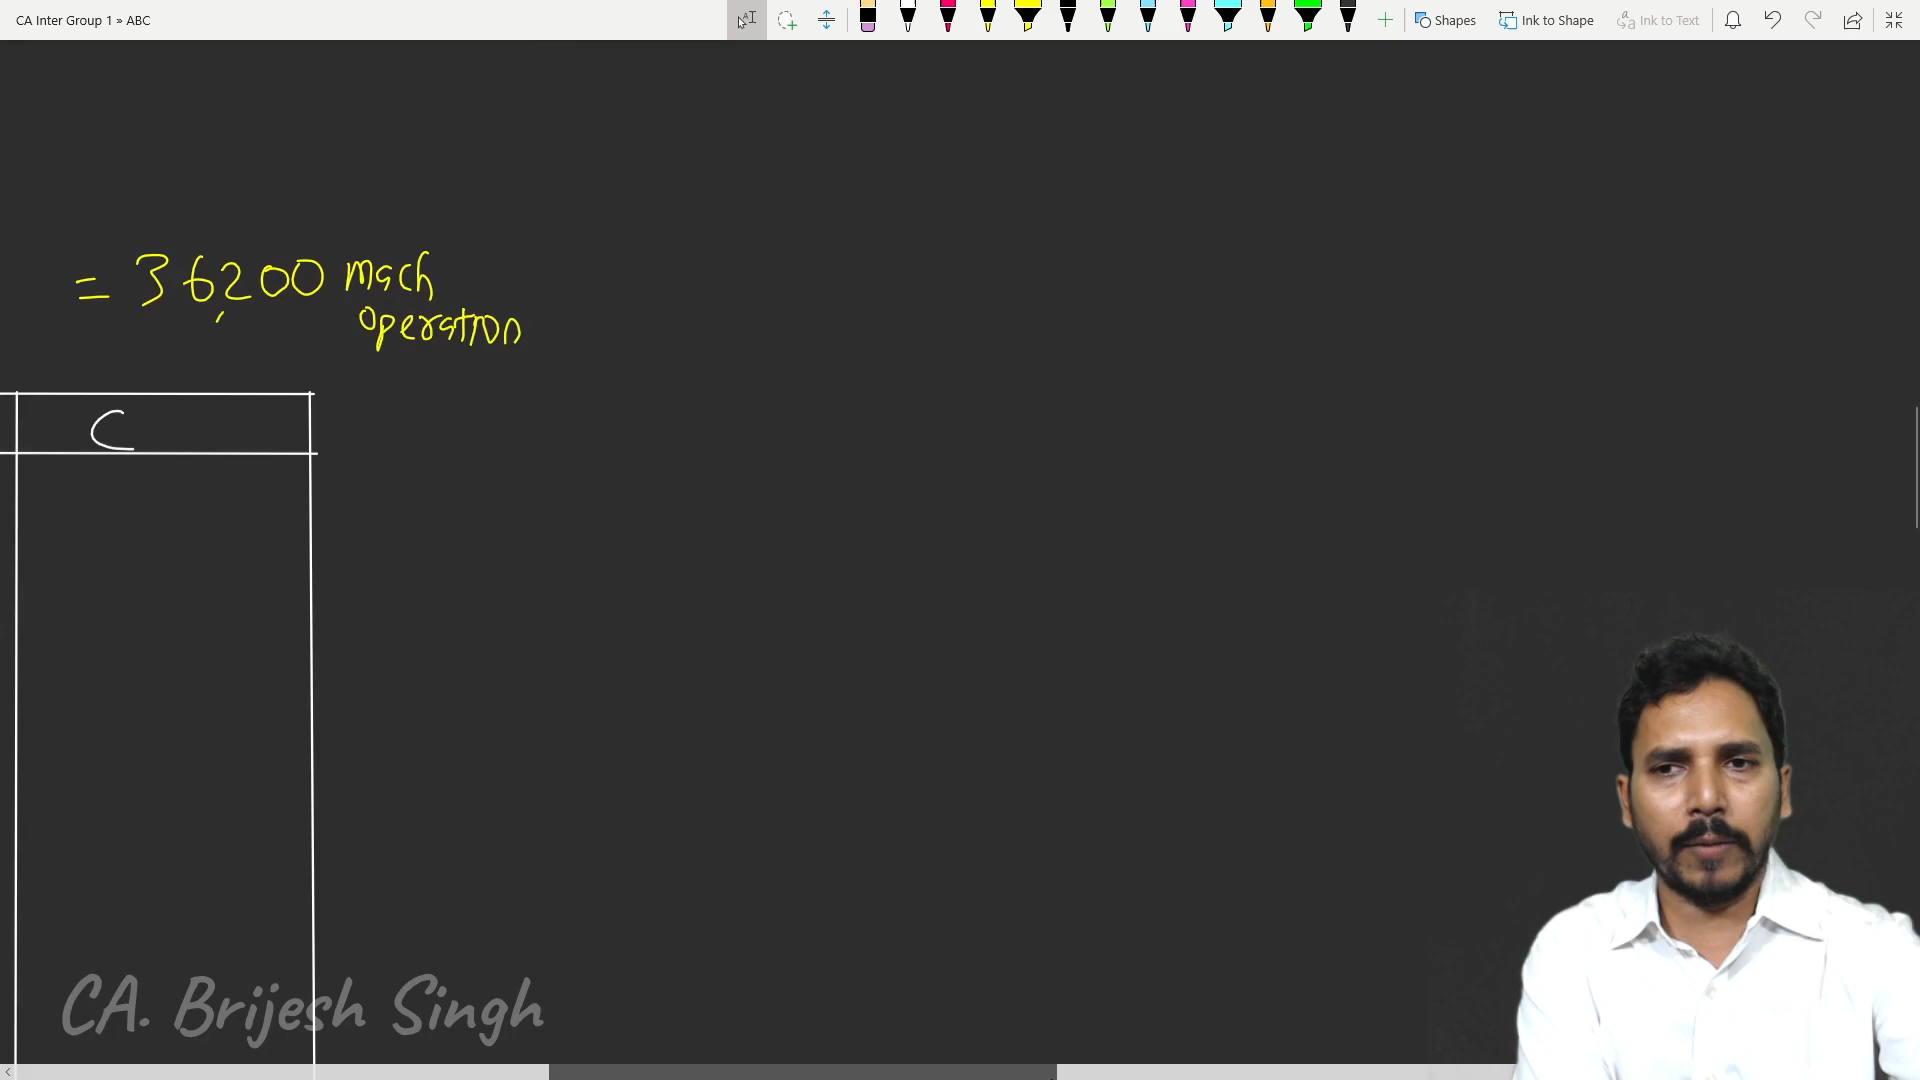 CA Inter Group 1 » ABC
Shapes
Ink to Shape
Ink to Text
= 36,200 mach
operation
C
CA. Brijesh Singh